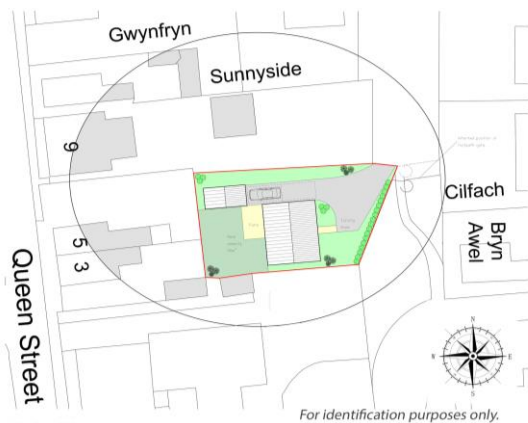 Gwynfryn
Sunnyside
9
Cilfach
5
3
Bryn
Awel
Queen Street
N
E
S
W
For identification purposes only.